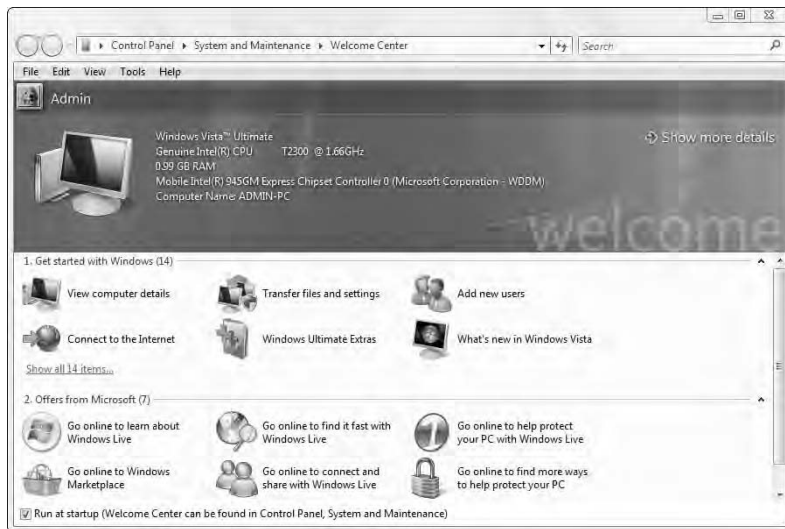 Control Panel ▸ System and Maintenance ▸ Welcome Center
Search
File Edit View Tools Help
Admin
Windows Vista™ Ultimate
Show more details
Genuine Intel(R) CPU T2300 @ 1.66GHz
0.99 GB RAM
Mobile Intel(R) 945GM Express Chipset Controller 0 (Microsoft Corporation - WDDM)
Computer Name: ADMIN-PC
welcome
1. Get started with Windows (14)
View computer details
Transfer files and settings
Add new users
Connect to the Internet
Windows Ultimate Extras
What's new in Windows Vista
Show all 14 items...
2. Offers from Microsoft (7)
Go online to learn about
Windows Live
Go online to find it fast with
Windows Live
Go online to help protect
your PC with Windows Live
Go online to Windows
Marketplace
Go online to connect and
share with Windows Live
Go online to find more ways
to help protect your PC
Run at startup (Welcome Center can be found in Control Panel, System and Maintenance)